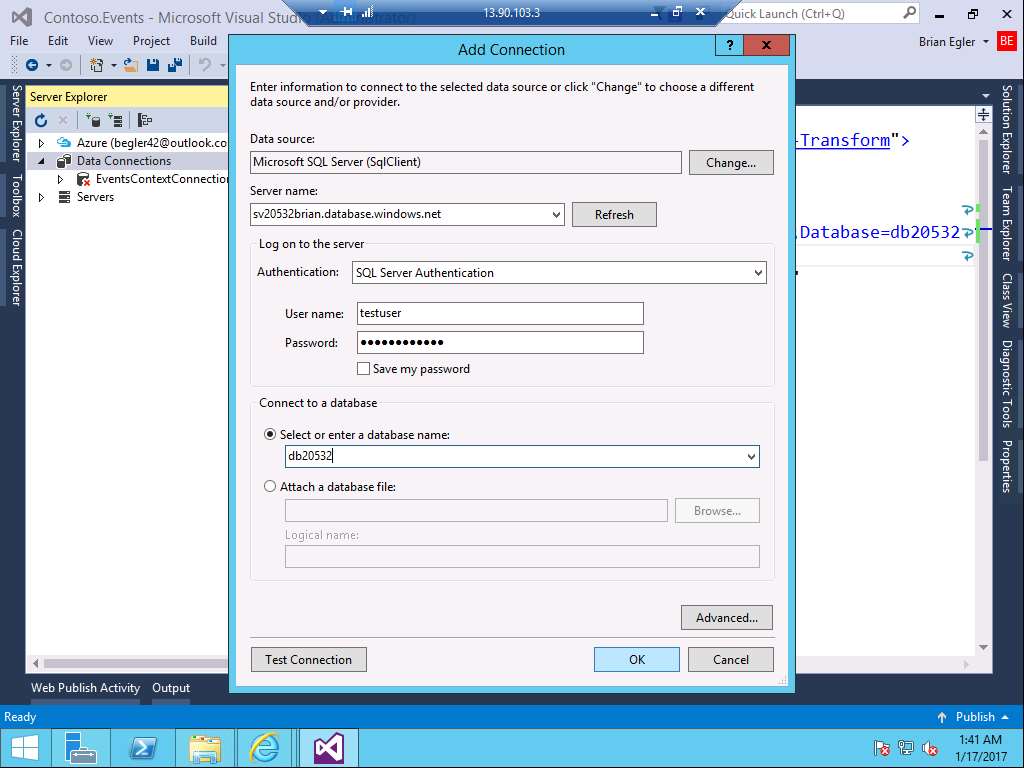 Contoso.Events - Microsoft Visual Studio (Administrator)
13.90.103.3
Quick Launch (Ctrl+Q)
File Edit View Project Build
Brian Egler
BE
Server Explorer
Azure (begler42@outlook.co
Data Connections
EventsContextConnection
Servers
Server Explorer
Toolbox
Cloud Explorer
Add Connection
?
Enter information to connect to the selected data source or click "Change" to choose a different
data source and/or provider.
Data source:
Microsoft SQL Server (SqlClient)
Change...
Server name:
sv20532brian.database.windows.net
Refresh
Log on to the server
Authentication: SQL Server Authentication
User name: testuser
Password: ●●●●●●●●●●●●
Save my password
Connect to a database
Select or enter a database name:
db20532
Attach a database file:
Browse...
Logical name:
Advanced...
Test Connection
OK
Cancel
-Transform">
Database=db20532
Solution Explorer
Team Explorer
Class View
Diagnostic Tools
Properties
Web Publish Activity Output
Ready
Publish
1:41 AM
1/17/2017